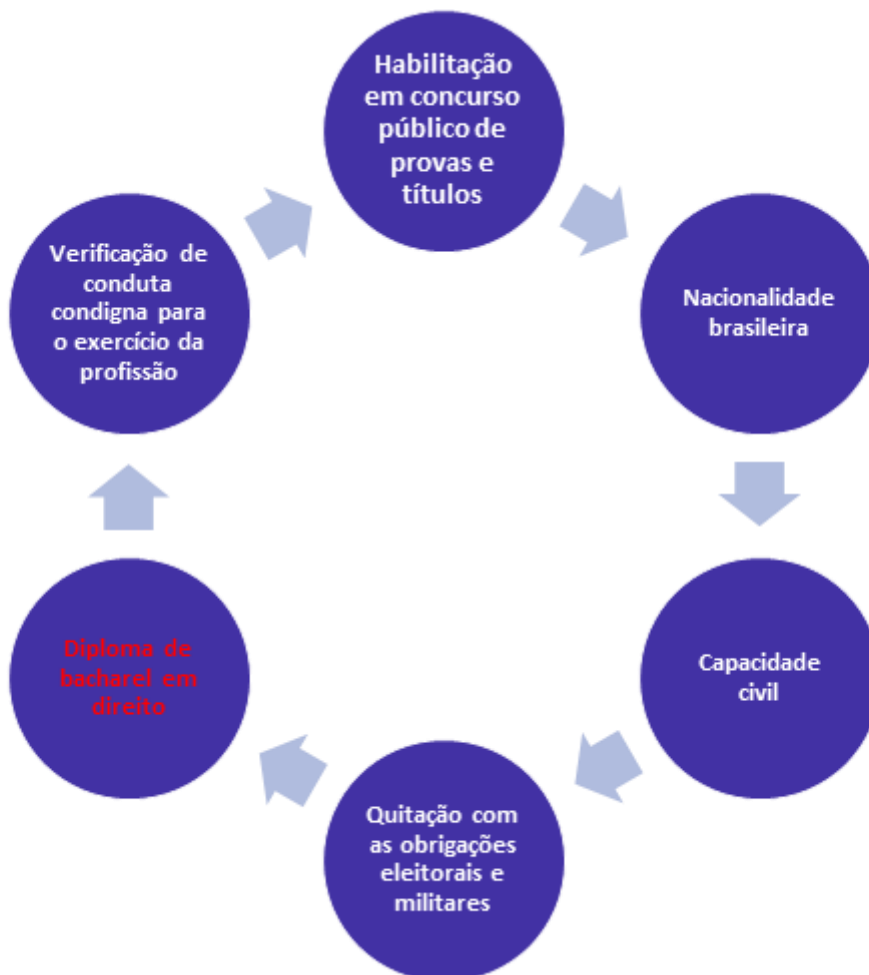 Habilitação
em concurso
público de
provas e
títulos
Nacionalidade
brasileira
Capacidade
civil
Quitação com
as obrigações
eleitorais e
militares
Diploma de
bacharel em
direito
Verificação de
conduta
condigna para
o exercício da
profissão